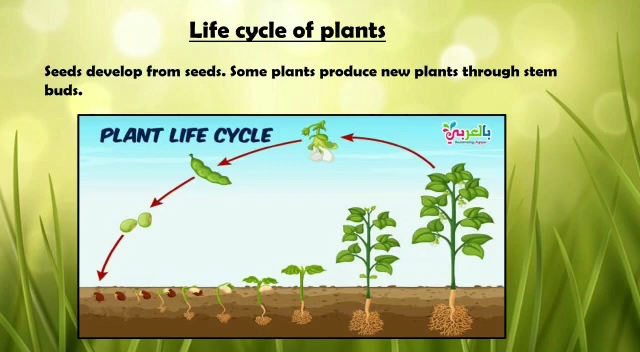 Life cycle of plants
Seeds develop from seeds. Some plants produce new plants through stem
buds.
PLANT LIFE CYCLE
بالعربي